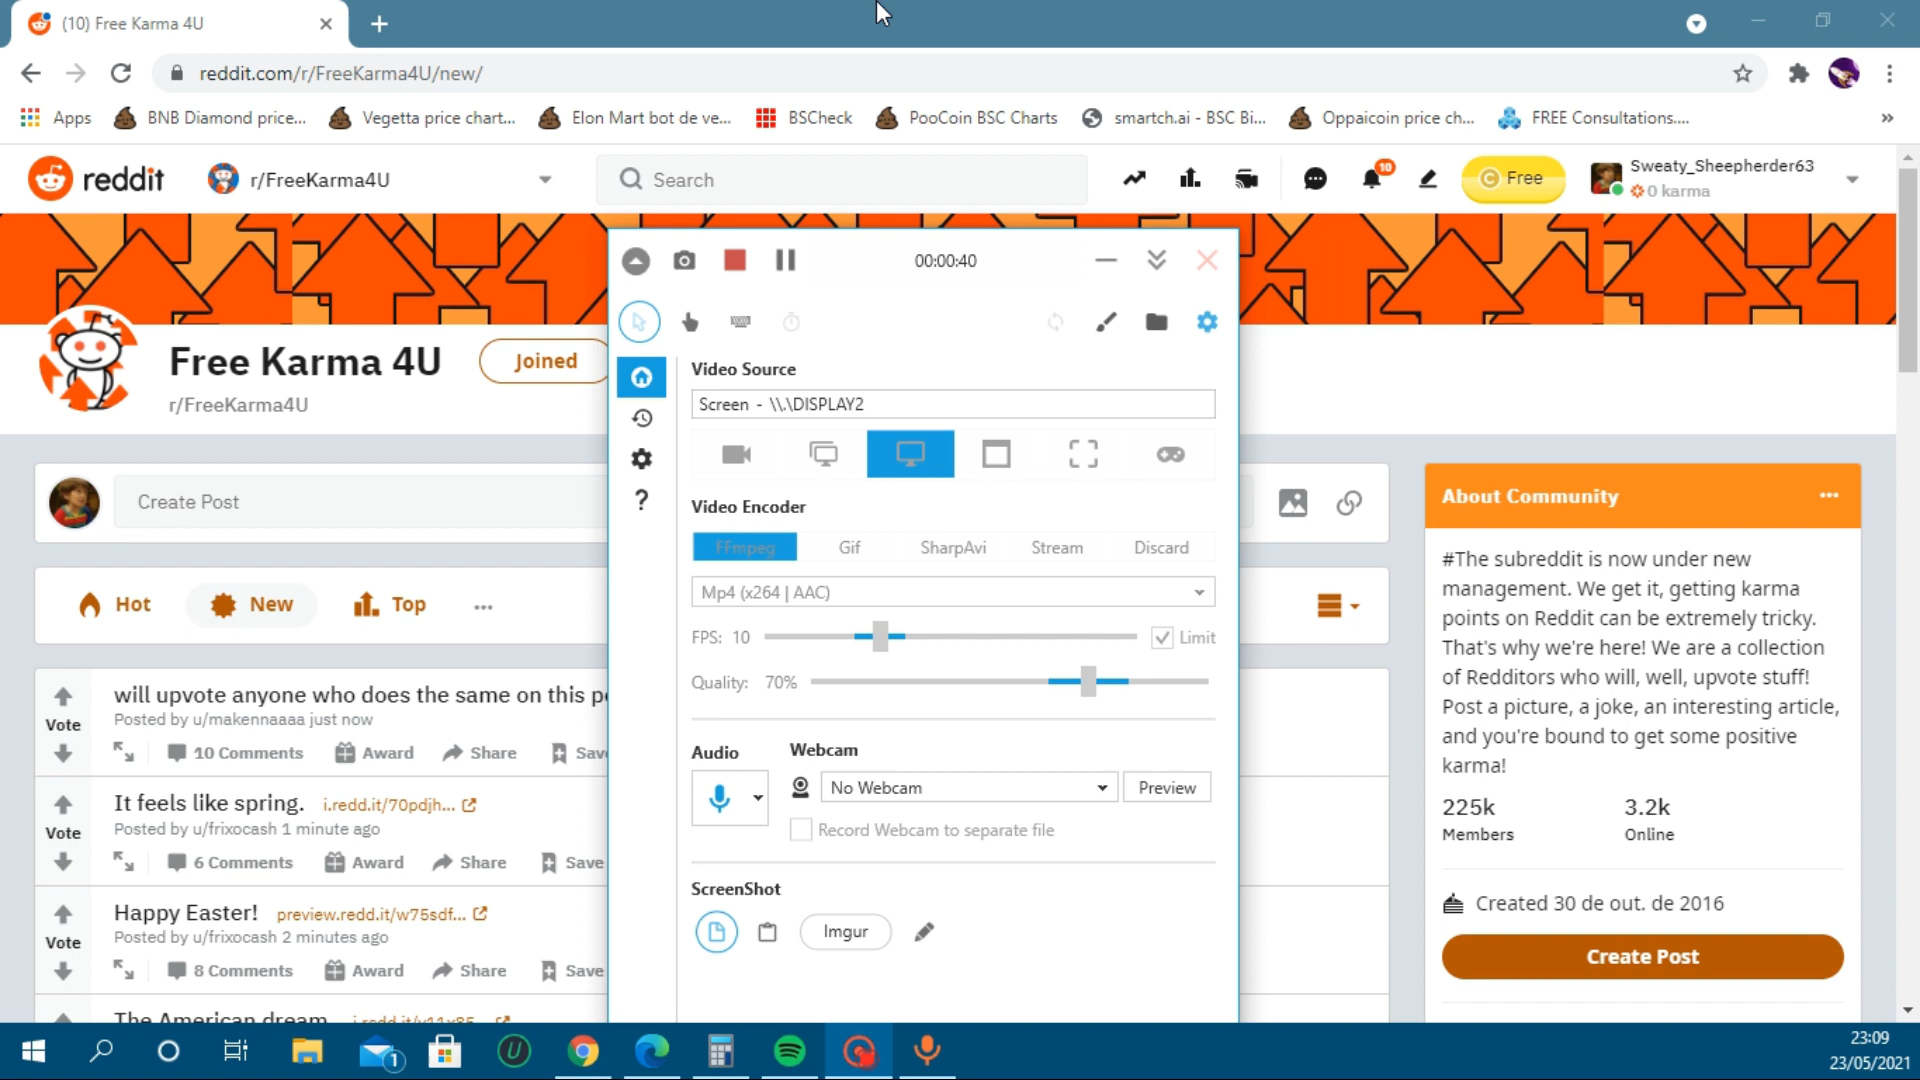 (10) Free Karma 4U
reddit.com/r/FreeKarma4U/new/
Apps
BNB Diamond price...
Vegetta price chart...
Elon Mart bot de ve...
BSCheck
PooCoin BSC Charts
smartch.ai - BSC Bi...
Oppaicoin price ch...
FREE Consultations....
reddit
r/FreeKarma4U
Search
10
Free
Sweaty_Sheepherder63
0 karma
Free Karma 4U
Joined
r/FreeKarma4U
Create Post
Hot
New
Top
will upvote anyone who does the same on this
Posted by u/makennaaaa just now
Vote
10 Comments
Award
Share
Sav
It feels like spring. i.redd.it/70pdjh...
Posted by u/frixocash 1 minute ago
Vote
6 Comments
Award
Share
Save
Happy Easter! preview.redd.it/w75sdf...
Posted by u/frixocash 2 minutes ago
Vote
8 Comments
Award
Share
Save
The American dream
00:00:40
Video Source
Screen - \\.\DISPLAY2
Video Encoder
FFmpeg
Gif
SharpAvi
Stream
Discard
Mp4 (x264 | AAC)
FPS: 10
Limit
Quality: 70%
Audio
Webcam
No Webcam
Preview
Record Webcam to separate file
ScreenShot
Imgur
About Community
#The subreddit is now under new
management. We get it, getting karma
points on Reddit can be extremely tricky.
That's why we're here! We are a collection
of Redditors who will, well, upvote stuff!
Post a picture, a joke, an interesting article,
and you're bound to get some positive
karma!
225k
Members
3.2k
Online
Created 30 de out. de 2016
Create Post
1
23:09
23/05/2021